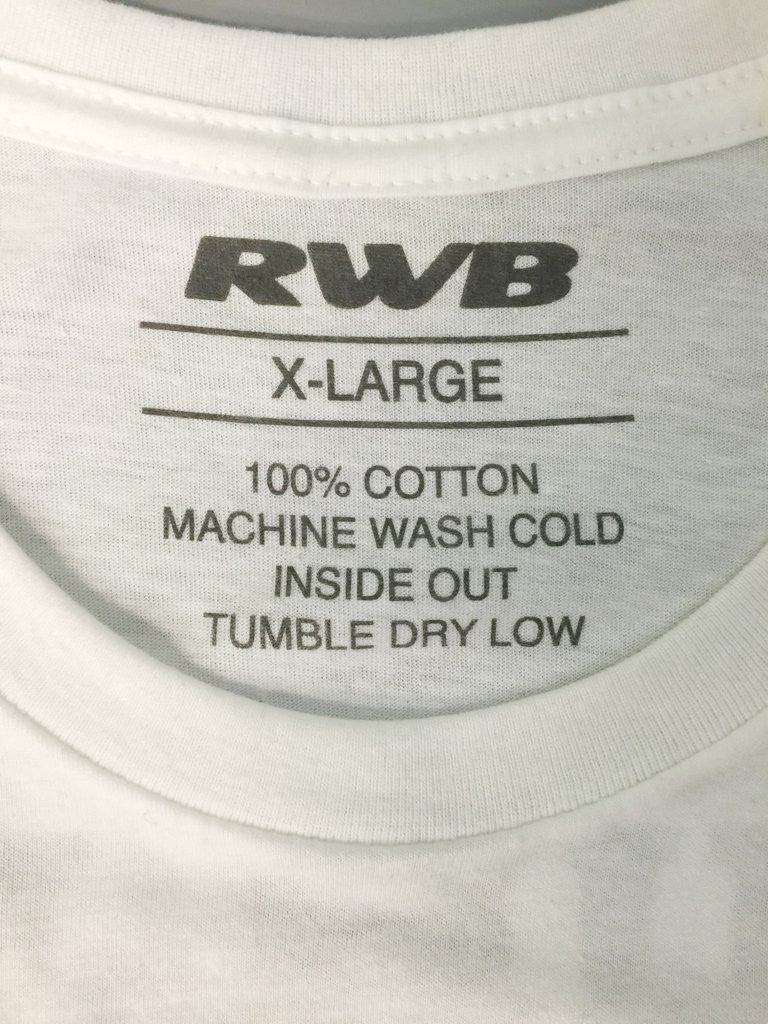 RWB
X-LARGE
100% COTTON
MACHINE WASH COLD
INSIDE OUT
TUMBLE DRY LOW